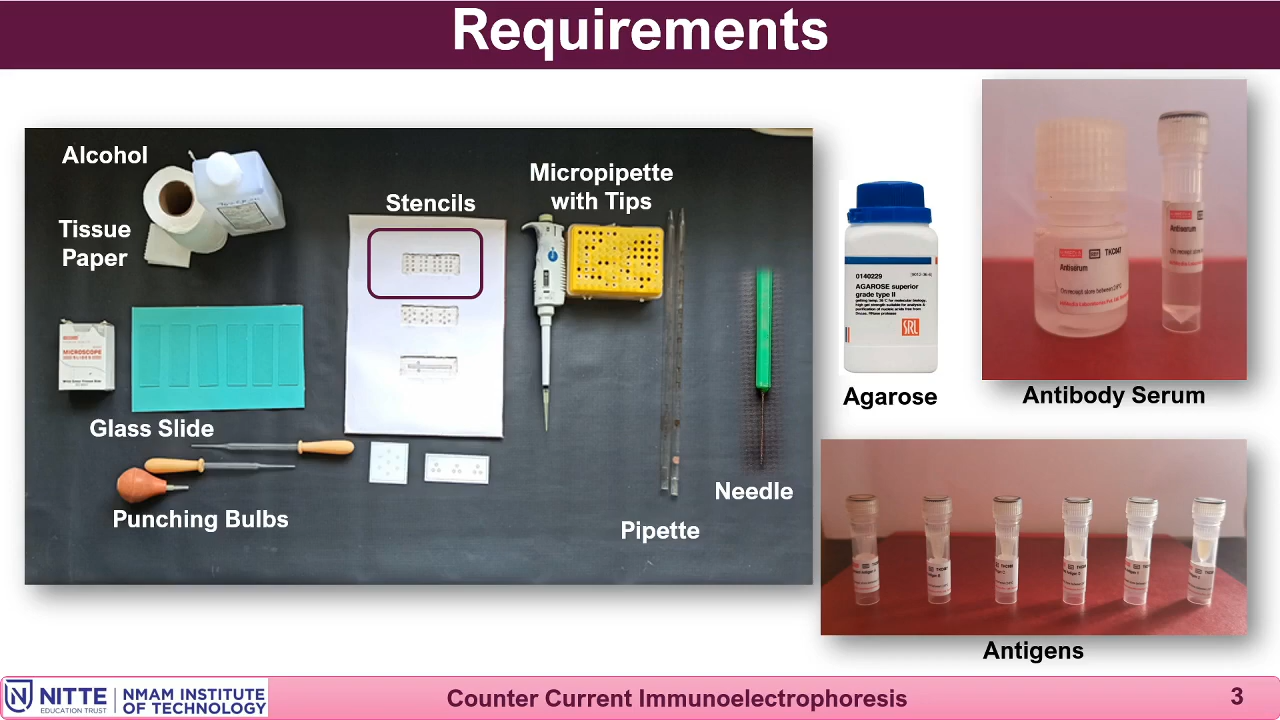 Requirements
Alcohol
Tissue
Paper
Stencils
Micropipette
with Tips
MICROSCOPE
Glass Slide
Punching Bulbs
Pipette
Needle
0140229
AGAROSE superior
grade type II
SRL
Agarose
Antiserum
Antiserum
Antibody Serum
Antigens
NITTE
EDUCATION TRUST
NMAM INSTITUTE
OF TECHNOLOGY
Counter Current Immunoelectrophoresis
3